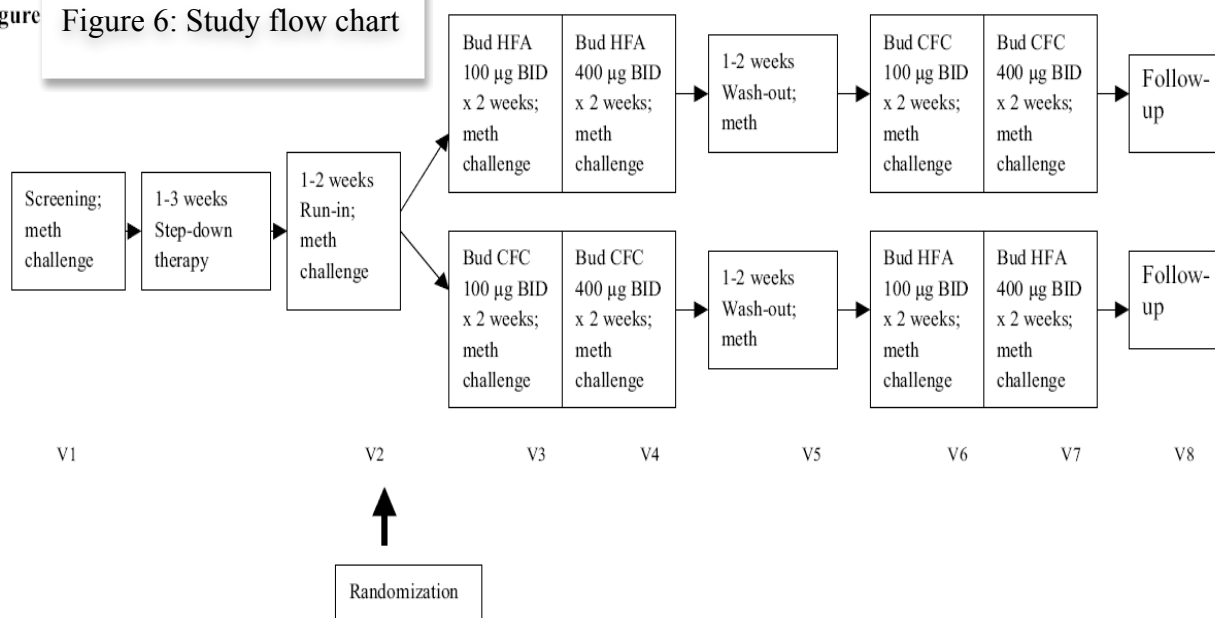 gure
Figure 6: Study flow chart
Screening;
meth
challenge
1-3 weeks
Step-down
therapy
1-2 weeks
Run-in;
meth
challenge
Bud HFA
100 µg BID
x 2 weeks;
meth
challenge
Bud HFA
400 µg BID
x 2 weeks;
meth
challenge
1-2 weeks
Wash-out;
meth
Bud CFC
100 µg BID
x 2 weeks;
meth
challenge
Bud CFC
400 µg BID
x 2 weeks;
meth
challenge
Follow-
up
Bud CFC
100 µg BID
x 2 weeks;
meth
challenge
Bud CFC
400 µg BID
x 2 weeks;
meth
challenge
1-2 weeks
Wash-out;
meth
Bud HFA
100 µg BID
x 2 weeks;
meth
challenge
Bud HFA
400 µg BID
x 2 weeks;
meth
challenge
Follow-
up
V1 V2 V3 V4 V5 V6 V7 V8
Randomization